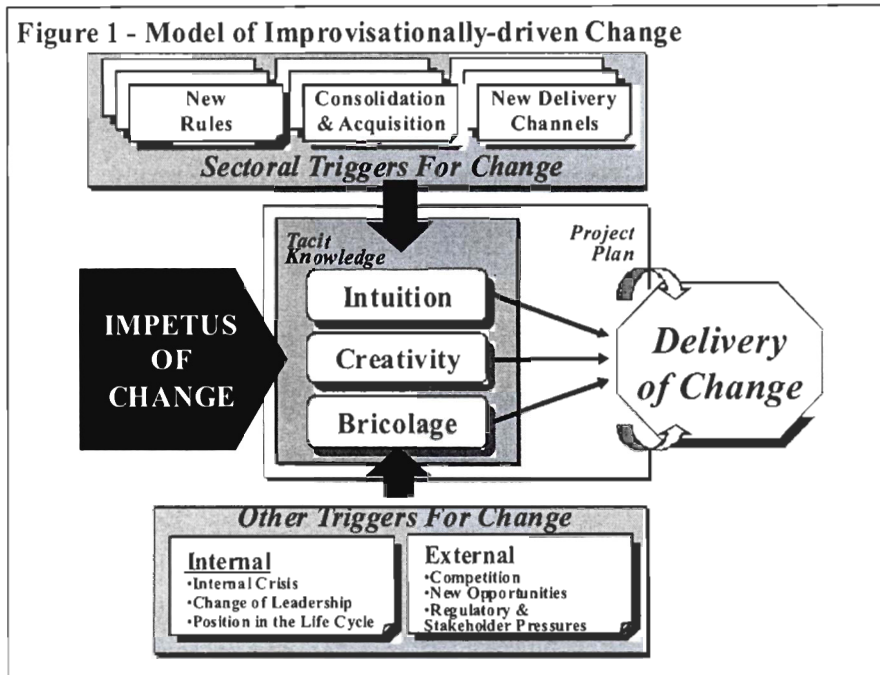 Figure 1 - Model of Improvisationally-driven Change
New
Rules
Consolidation
& Acquisition
New Delivery
Channels
Sectoral Triggers For Change
Tacit
Knowledge
Project
Plan
IMPETUS
OF
CHANGE
Intuition
Creativity
Bricolage
Delivery
of Change
Other Triggers For Change
Internal
•Internal Crisis
•Change of Leadership
•Position in the Life Cycle
External
•Competition
•New Opportunities
•Regulatory &
Stakeholder Pressures